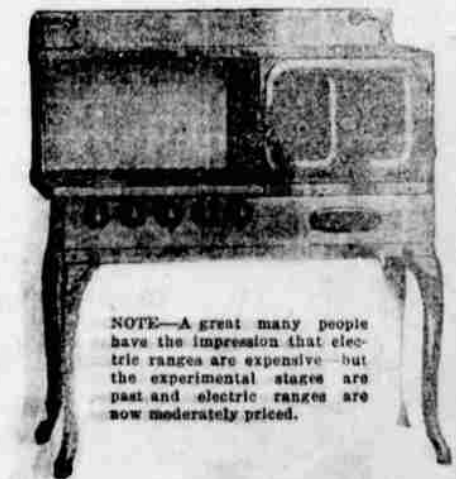 NOTE—A great many people
have the impression that elec-
tric ranges are expensive—but
the experimental stages are
past and electric ranges are
now moderately priced.